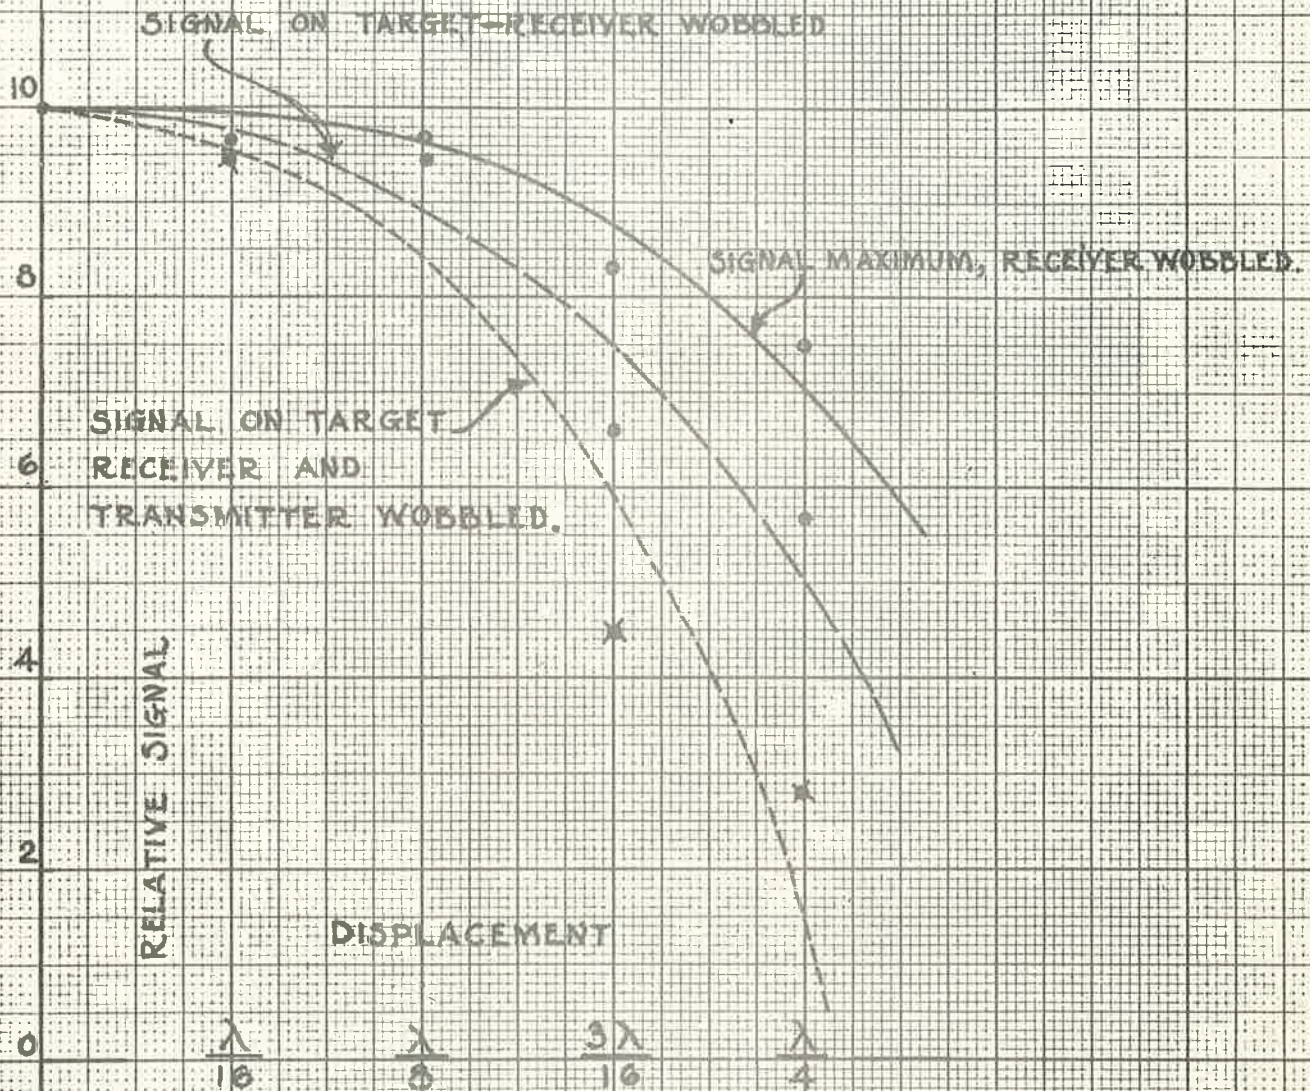 SIGNAL ON TARGET-RECEIVER WOBBLED
10
SIGNAL MAXIMUM, RECEIVER WOBBLED.
8
SIGNAL ON TARGET
RECEIVER AND
TRANSMITTER WOBBLED.
6
4
RELATIVE SIGNAL
2
DISPLACEMENT
0
λ/16 λ/8 3λ/16 λ/4